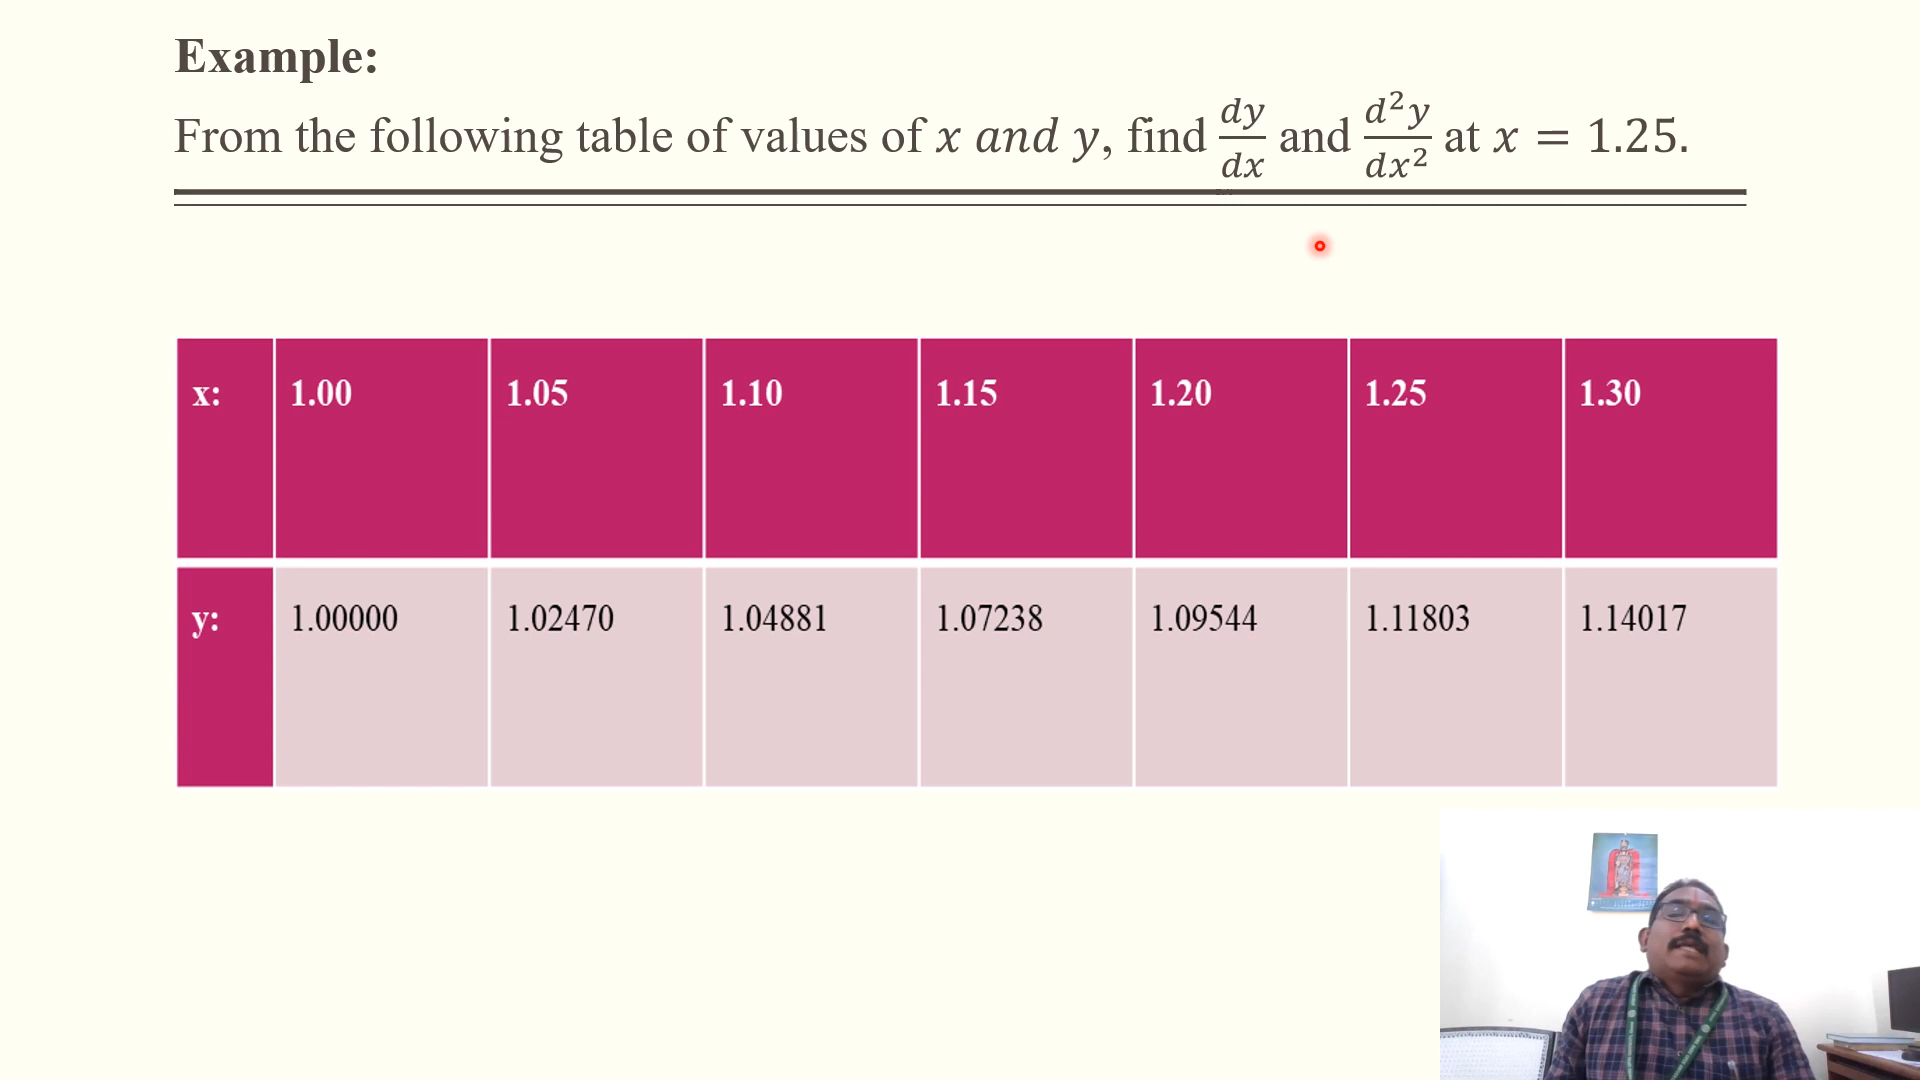 Example:
From the following table of values of x and y, find dy/dx and d²y/dx² at x = 1.25.
x: 1.00 1.05 1.10 1.15 1.20 1.25 1.30
y: 1.00000 1.02470 1.04881 1.07238 1.09544 1.11803 1.14017